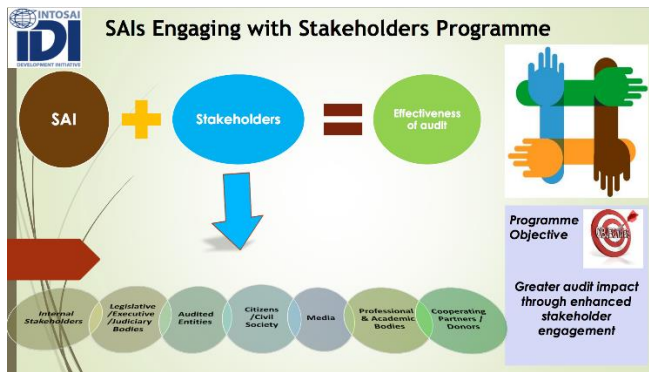 INTOSAI
IDI
DEVELOPMENT INITIATIVE
SAIs Engaging with Stakeholders Programme
SAI
+
Stakeholders
=
Effectiveness
of audit
Programme
Objective
Greater audit impact
through enhanced
stakeholder
engagement
Internal
Stakeholders
Legislative
/Executive
/Judiciary
Bodies
Audited
Entities
Citizens
/Civil
Society
Media
Professional
& Academic
Bodies
Cooperating
Partners /
Donors